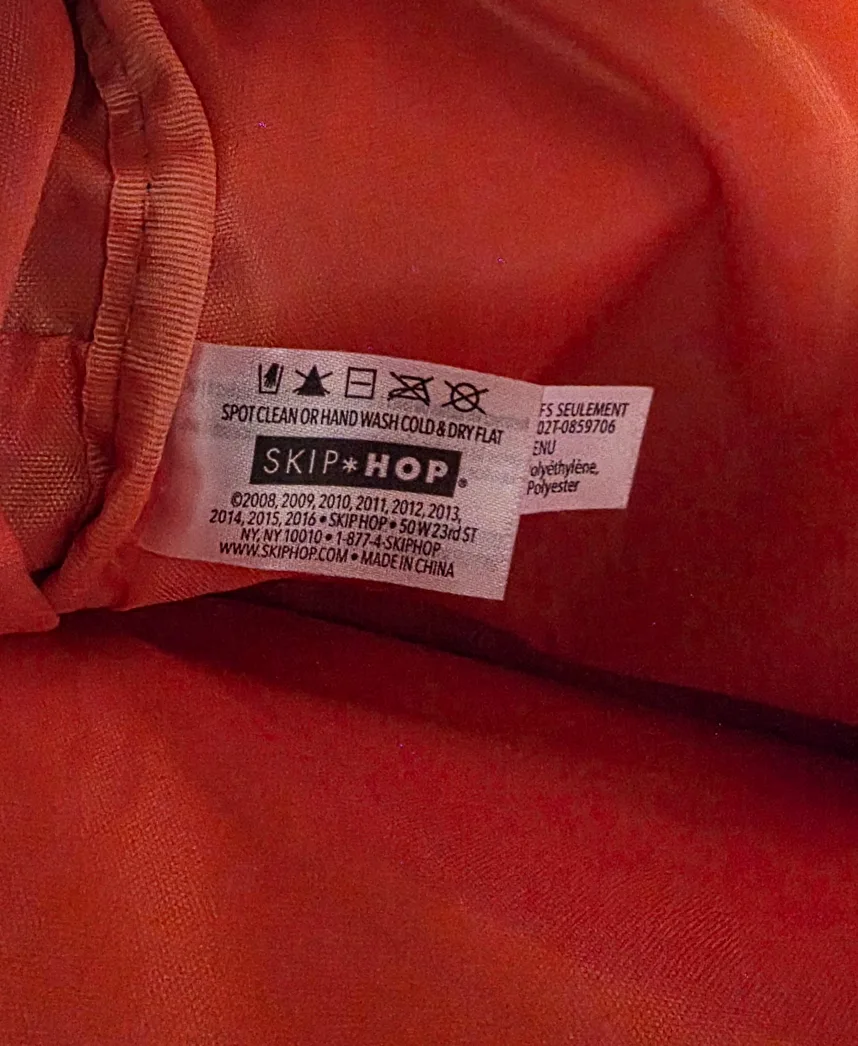 SPOT CLEAN OR HAND WASH COLD & DRY FLAT
SKIP*HOP®
©2008, 2009, 2010, 2011, 2012, 2013,
2014, 2015, 2016 • SKIP HOP • 50 W 23rd ST
NY, NY 10010 • 1-877-4-SKIPHOP
WWW.SKIPHOP.COM • MADE IN CHINA
FS SEULEMENT
02T-0859706
ENU
olyéthylène,
Polyester